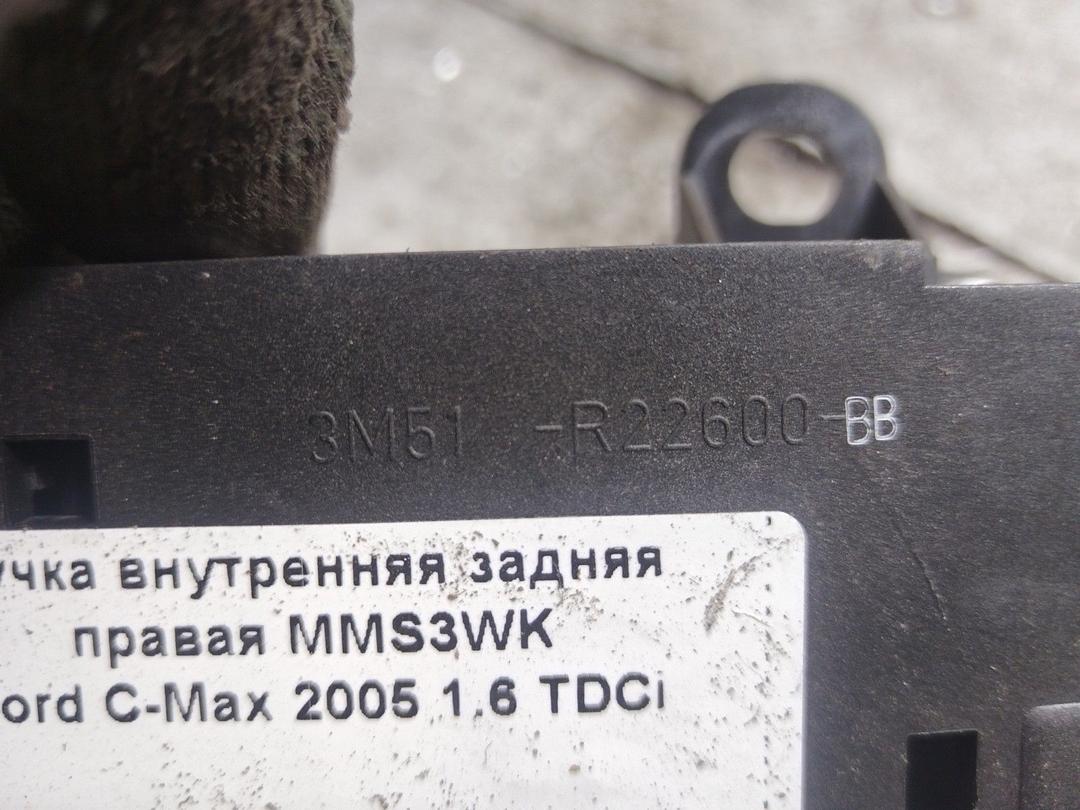 3M51 -R22600-BB
учка внутренняя задняя
правая MMS3WK
ord C-Max 2005 1.6 TDCi